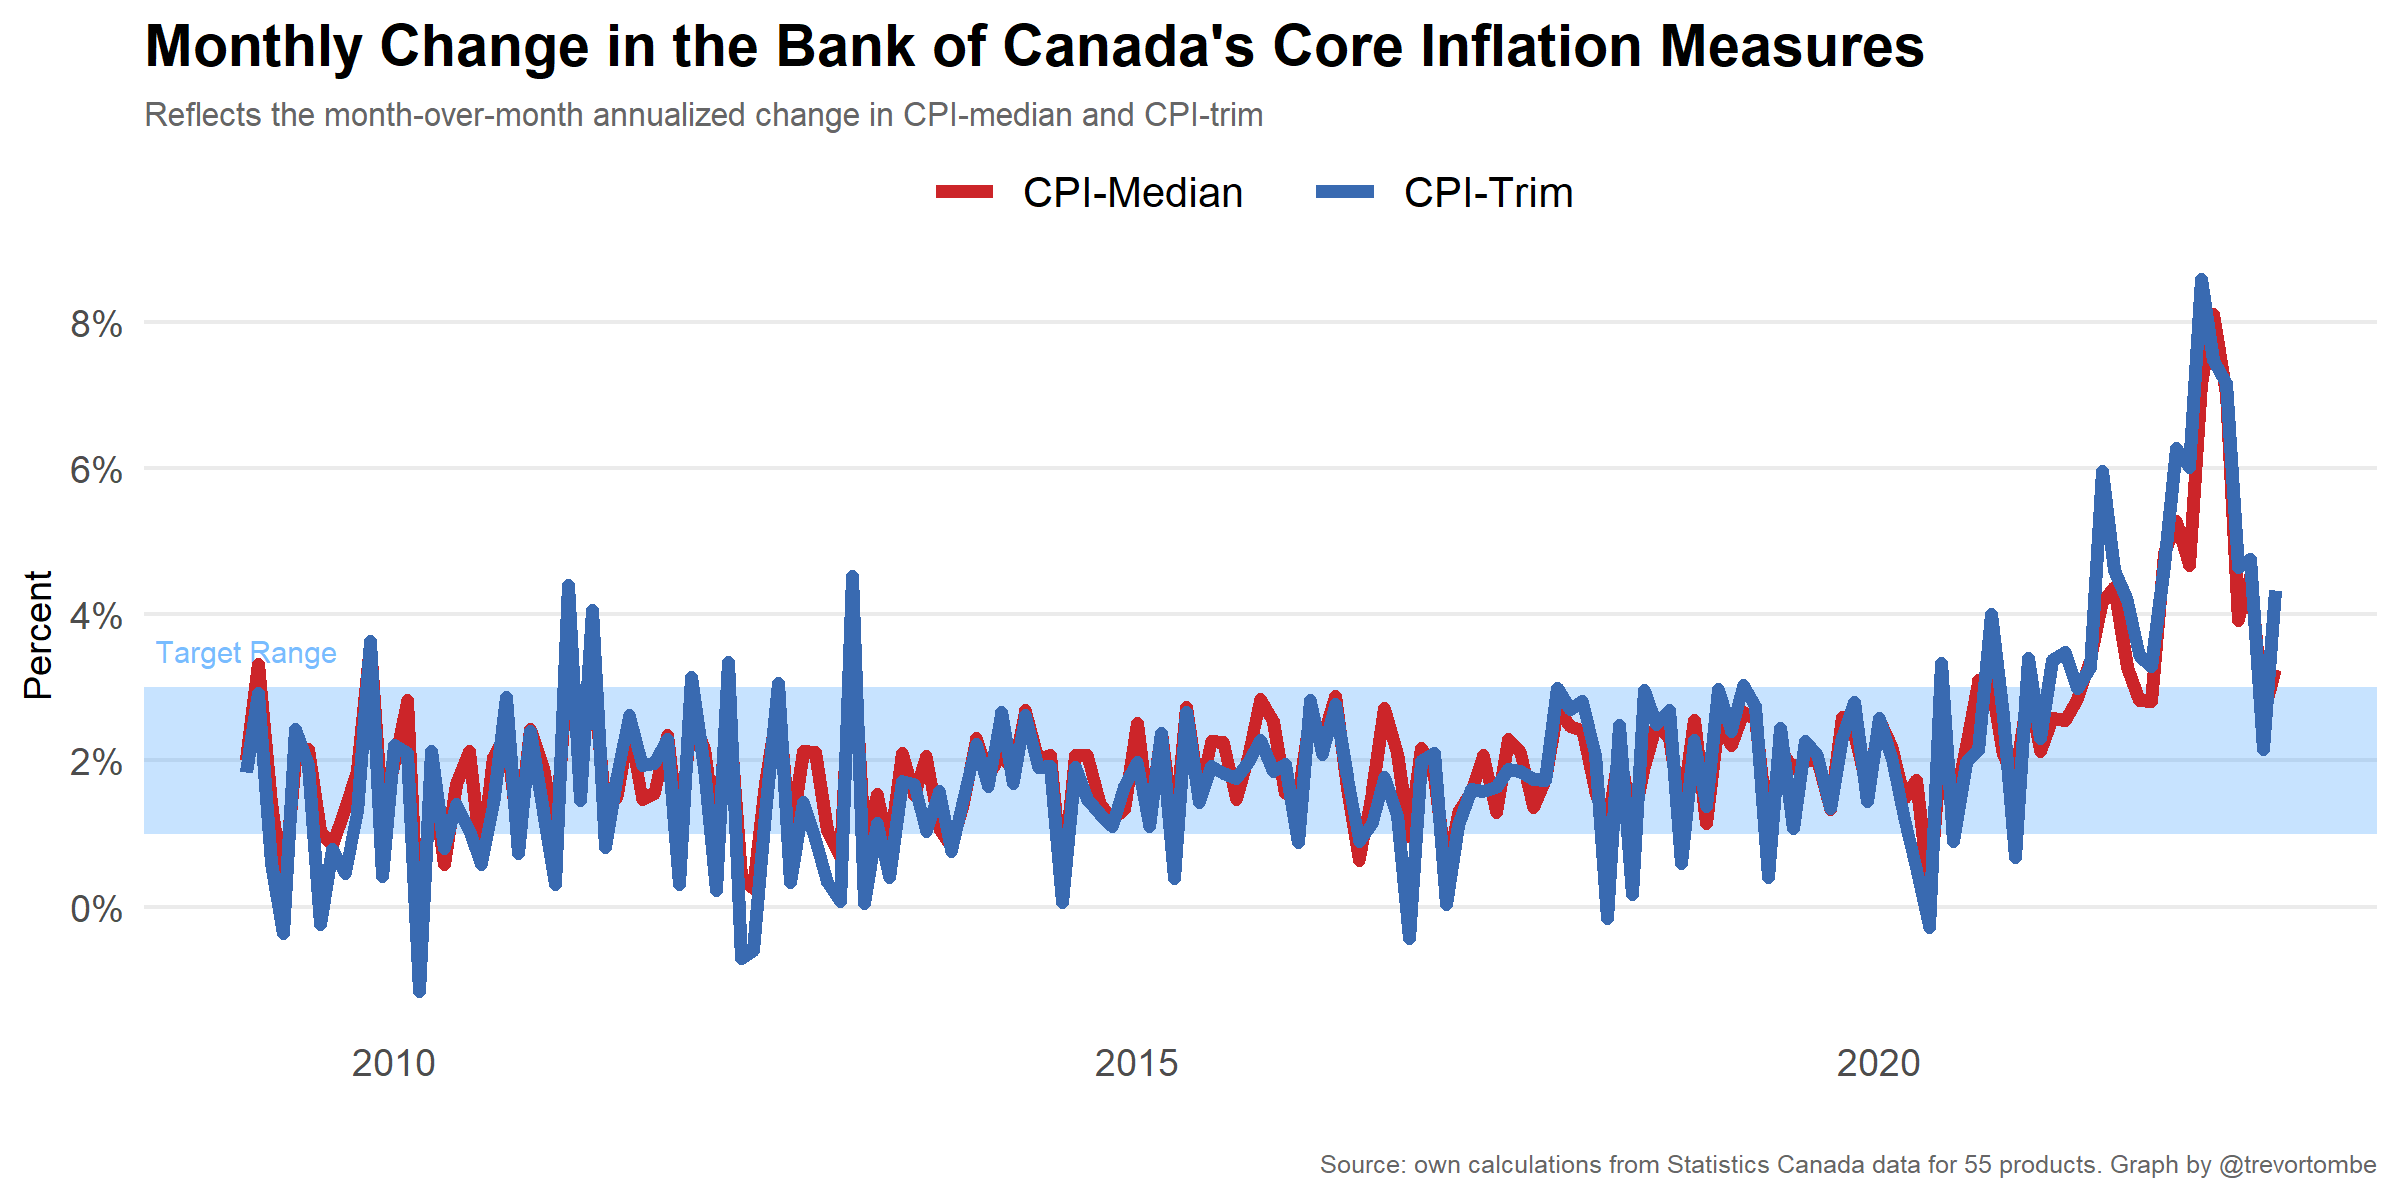 Monthly Change in the Bank of Canada's Core Inflation Measures
Reflects the month-over-month annualized change in CPI-median and CPI-trim
CPI-Median CPI-Trim
8%
6%
4%
2%
0%
Percent
Target Range
2010 2015 2020
Source: own calculations from Statistics Canada data for 55 products. Graph by @trevortombe